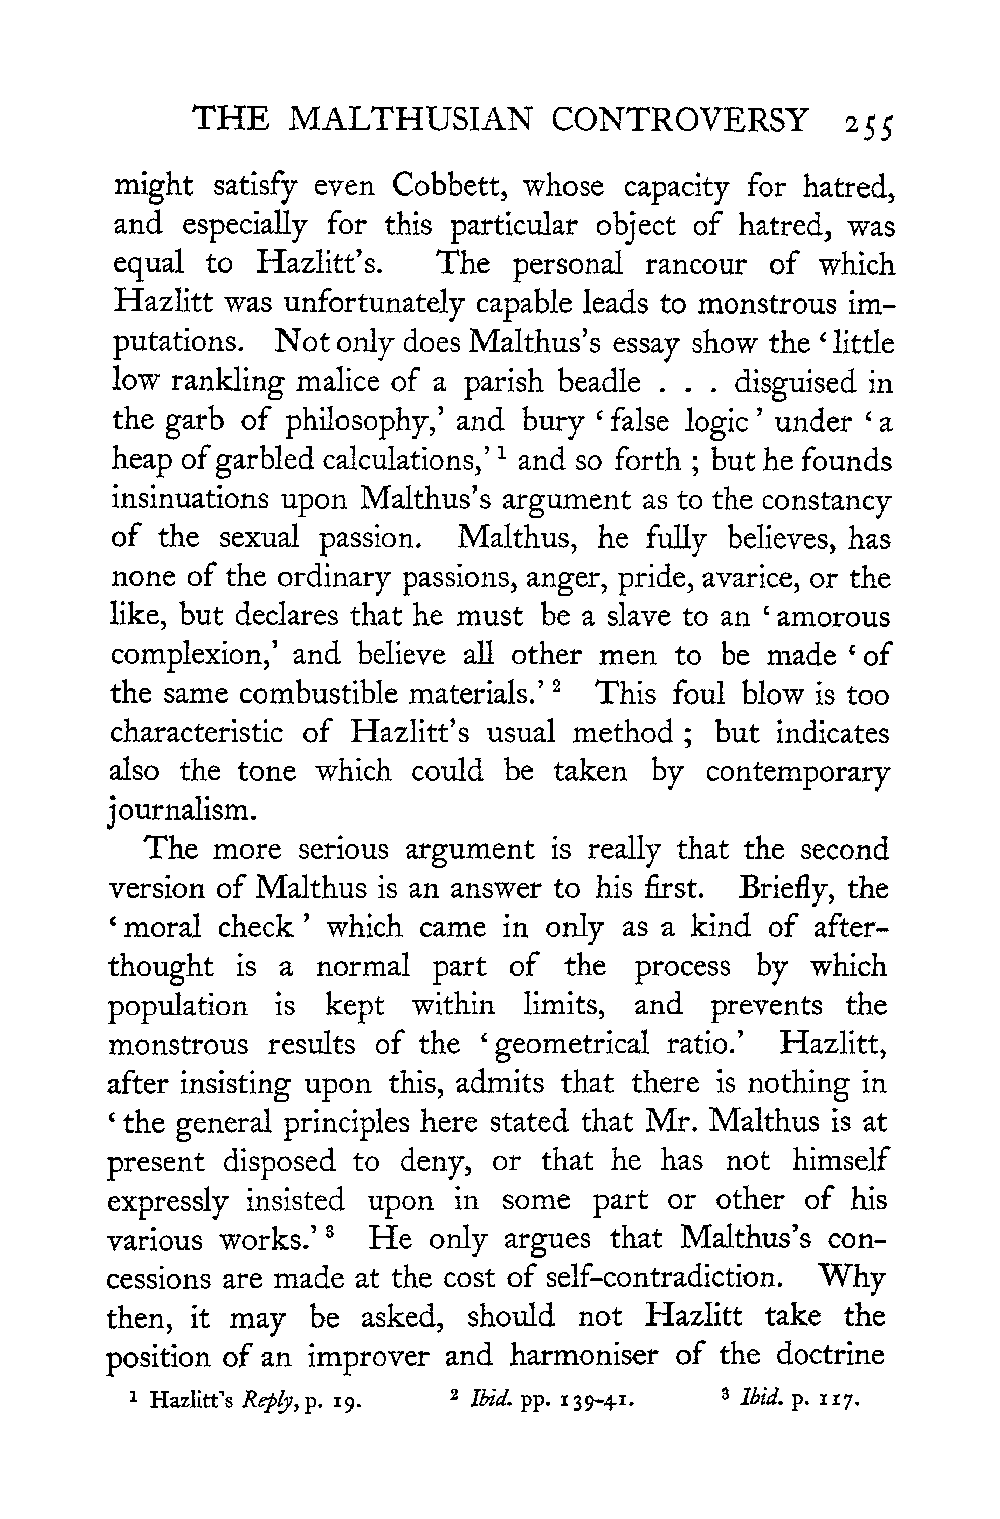 THE MALTHUSIAN CONTROVERSY 255
might satisfy even Cobbett, whose capacity for hatred,
and especially for this particular object of hatred, was
equal to Hazlitt's. The personal rancour of which
Hazlitt was unfortunately capable leads to monstrous im-
putations. Not only does Malthus's essay show the ‘little
low rankling malice of a parish beadle . . . disguised in
the garb of philosophy,’ and bury ‘false logic’ under ‘a
heap of garbled calculations,’ ¹ and so forth ; but he founds
insinuations upon Malthus's argument as to the constancy
of the sexual passion. Malthus, he fully believes, has
none of the ordinary passions, anger, pride, avarice, or the
like, but declares that he must be a slave to an ‘amorous
complexion,’ and believe all other men to be made ‘of
the same combustible materials.’ ² This foul blow is too
characteristic of Hazlitt's usual method ; but indicates
also the tone which could be taken by contemporary
journalism.
The more serious argument is really that the second
version of Malthus is an answer to his first. Briefly, the
‘moral check’ which came in only as a kind of after-
thought is a normal part of the process by which
population is kept within limits, and prevents the
monstrous results of the ‘geometrical ratio.’ Hazlitt,
after insisting upon this, admits that there is nothing in
‘the general principles here stated that Mr. Malthus is at
present disposed to deny, or that he has not himself
expressly insisted upon in some part or other of his
various works.’ ³ He only argues that Malthus's con-
cessions are made at the cost of self-contradiction. Why
then, it may be asked, should not Hazlitt take the
position of an improver and harmoniser of the doctrine
¹ Hazlitt's Reply, p. 19. ² Ibid. pp. 139-41. ³ Ibid. p. 117.